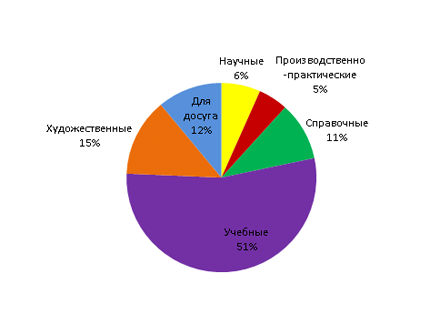 Научные
6%
Производственно
-практические
5%
Справочные
11%
Учебные
51%
Художественные
15%
Для
досуга
12%